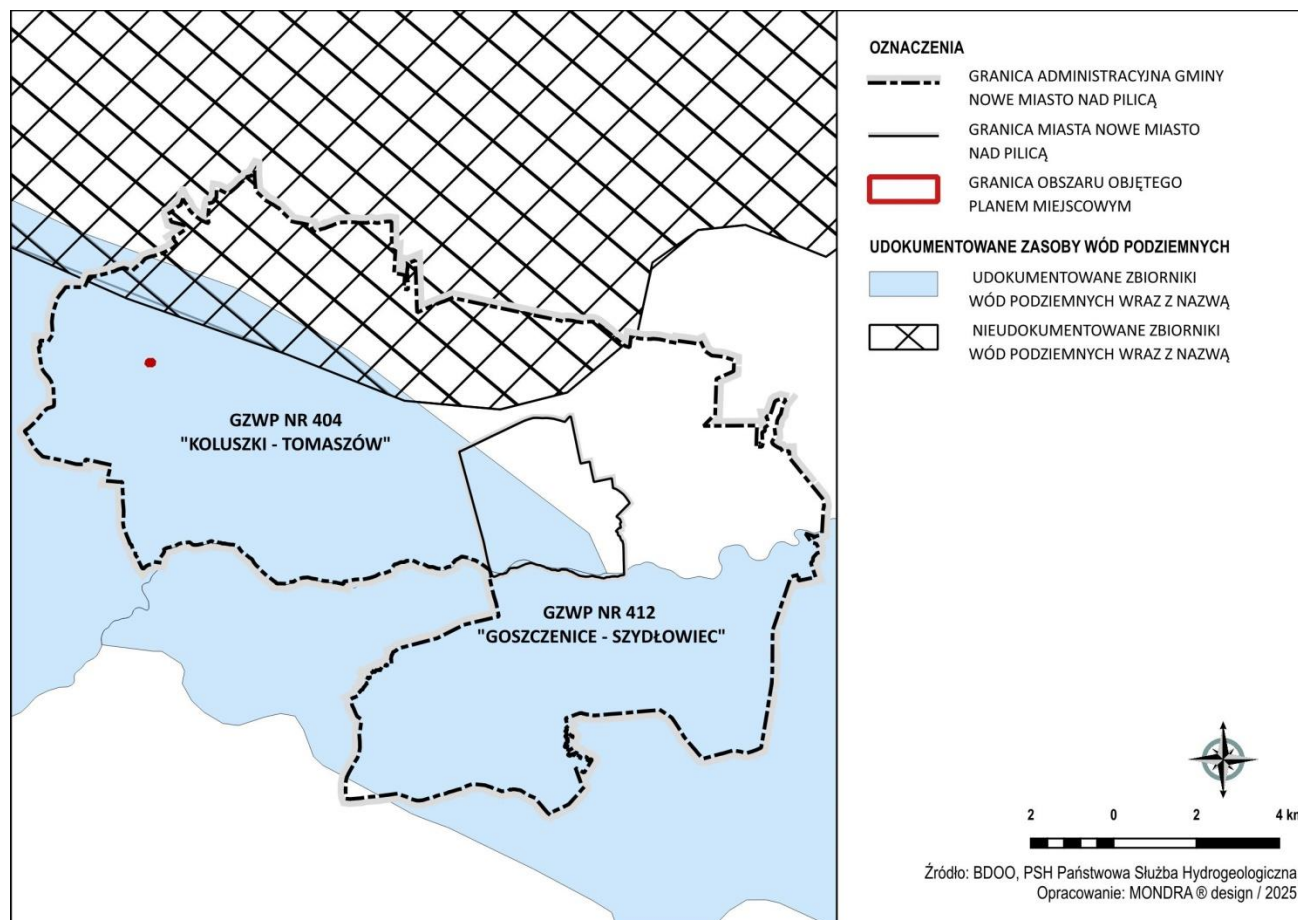 GZWP NR 404
"KOLUSZKI - TOMASZÓW"
GZWP NR 412
"GOSZCZENICE - SZYDŁOWIEC"
OZNACZENIA
GRANICA ADMINISTRACYJNA GMINY
NOWE MIASTO NAD PILICĄ
GRANICA MIASTA NOWE MIASTO
NAD PILICĄ
GRANICA OBSZARU OBJĘTEGO
PLANEM MIEJSCOWYM
UDOKUMENTOWANE ZASOBY WÓD PODZIEMNYCH
UDOKUMENTOWANE ZBIORNIKI
WÓD PODZIEMNYCH WRAZ Z NAZWĄ
NIEUDOKUMENTOWANE ZBIORNIKI
WÓD PODZIEMNYCH WRAZ Z NAZWĄ
2 0 2 4 km
Źródło: BDOO, PSH Państwowa Służba Hydrogeologiczna
Opracowanie: MONDRA ® design / 2025